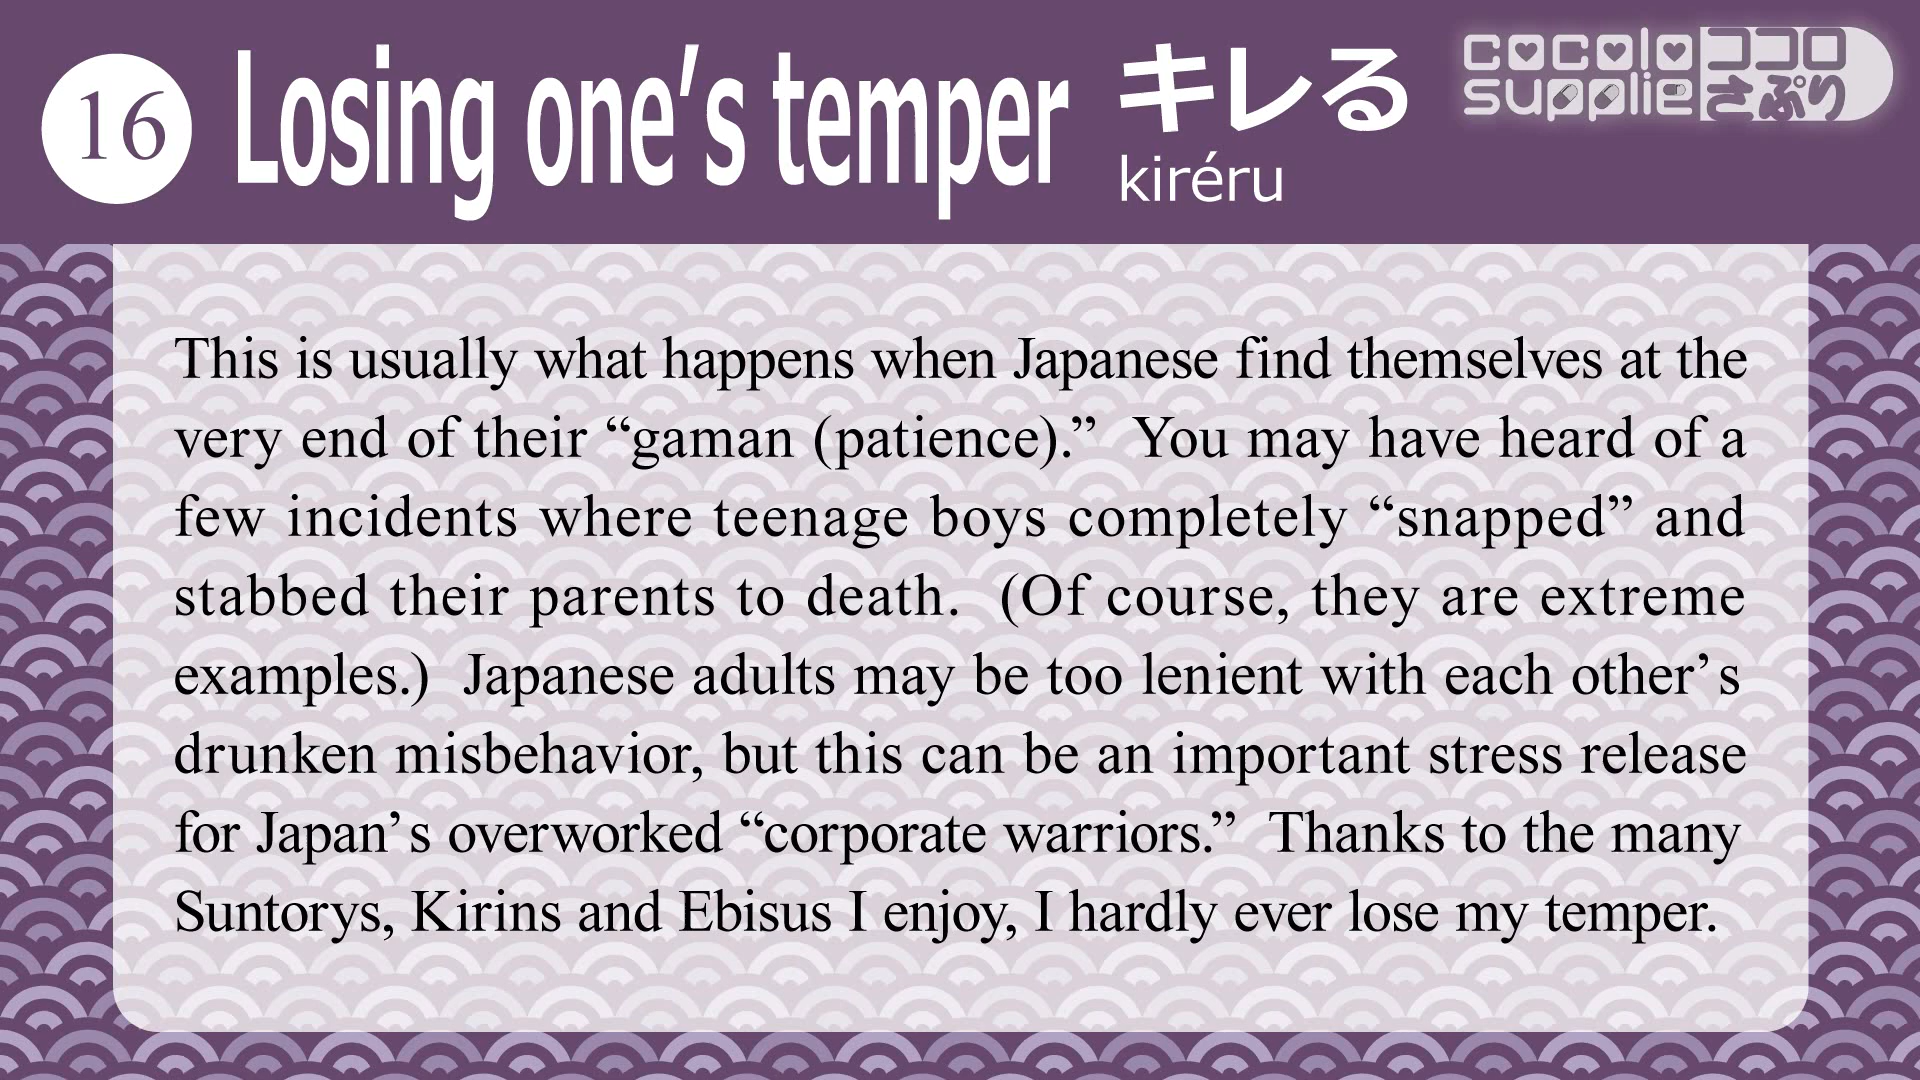 16
Losing one’s temper
キレる
kiréru
cocolo
supplie
ココロ
さぷり
This is usually what happens when Japanese find themselves at the
very end of their “gaman (patience).” You may have heard of a
few incidents where teenage boys completely “snapped” and
stabbed their parents to death. (Of course, they are extreme
examples.) Japanese adults may be too lenient with each other’s
drunken misbehavior, but this can be an important stress release
for Japan’s overworked “corporate warriors.” Thanks to the many
Suntorys, Kirins and Ebisus I enjoy, I hardly ever lose my temper.